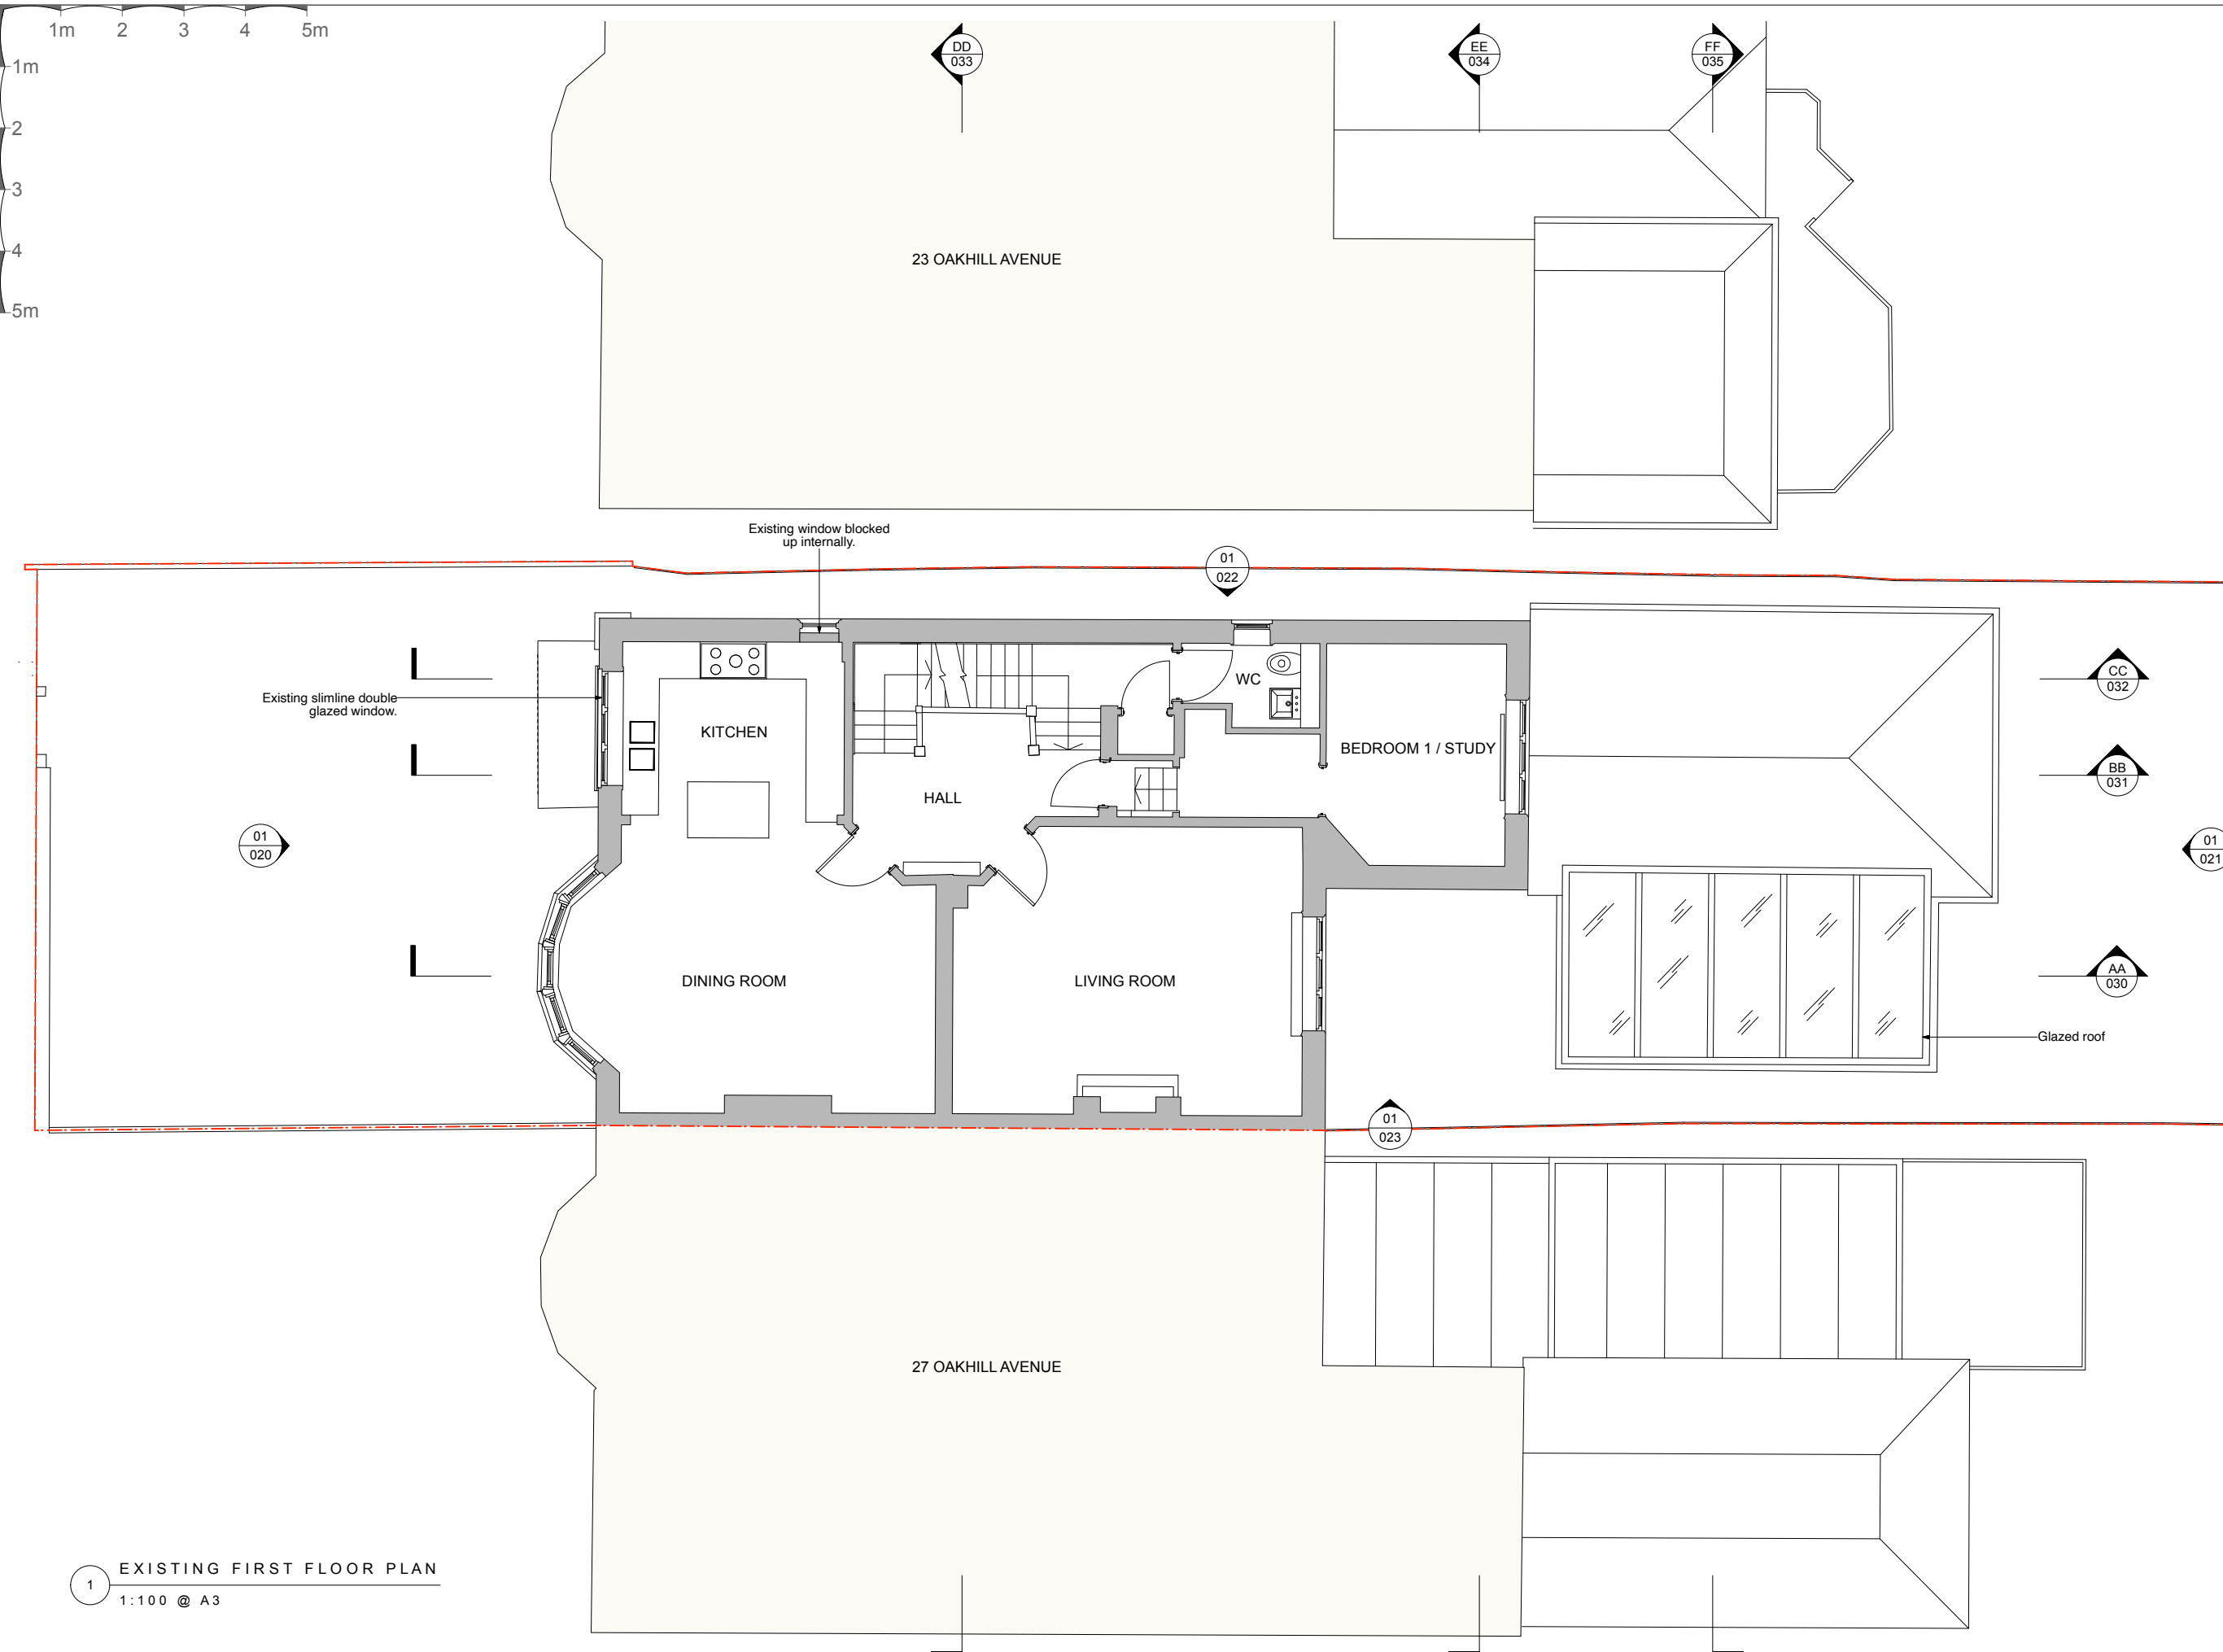 1m
2
3
4
5m
1m
2
3
4
5m
DD
033
EE
034
FF
035
23 OAKHILL AVENUE
Existing window blocked
up internally.
01
022
Existing slimline double
glazed window.
KITCHEN
WC
BEDROOM 1 / STUDY
HALL
CC
032
BB
031
01
020
01
021
DINING ROOM
LIVING ROOM
AA
030
Glazed roof
01
023
27 OAKHILL AVENUE
1
EXISTING FIRST FLOOR PLAN
1:100 @ A3